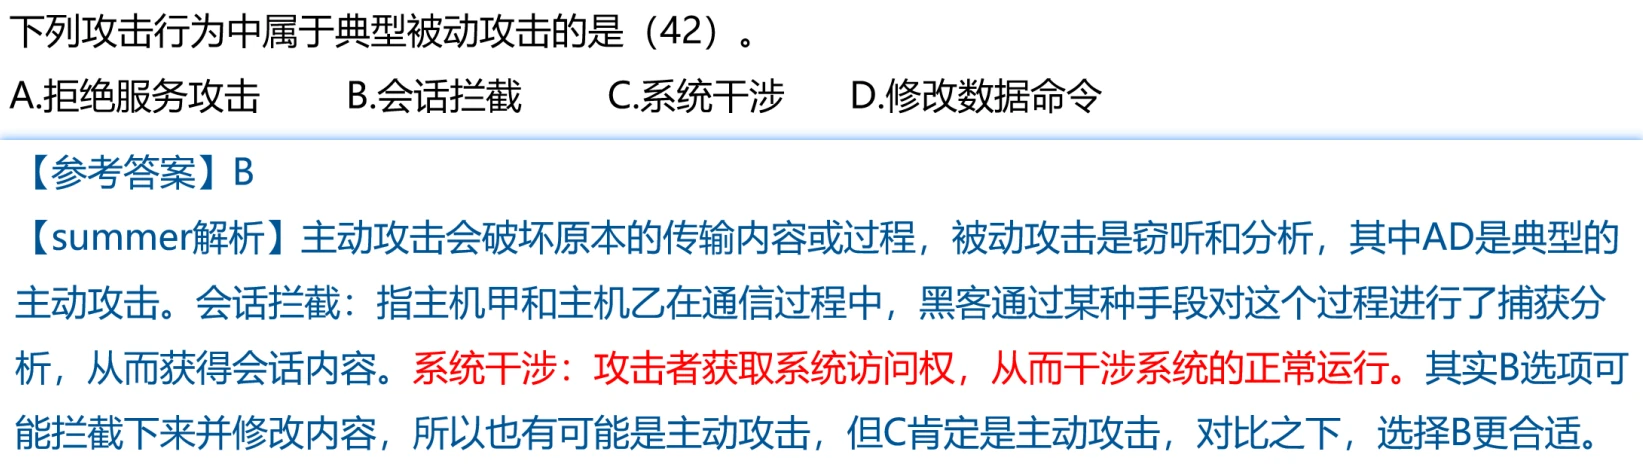 下列攻击行为中属于典型被动攻击的是（42）。
A.拒绝服务攻击 B.会话拦截 C.系统干涉 D.修改数据命令
【参考答案】B
【summer解析】主动攻击会破坏原本的传输内容或过程，被动攻击是窃听和分析，其中AD是典型的
主动攻击。会话拦截：指主机甲和主机乙在通信过程中，黑客通过某种手段对这个过程进行了捕获分
析，从而获得会话内容。系统干涉：攻击者获取系统访问权，从而干涉系统的正常运行。其实B选项可
能拦截下来并修改内容，所以也有可能是主动攻击，但C肯定是主动攻击，对比之下，选择B更合适。